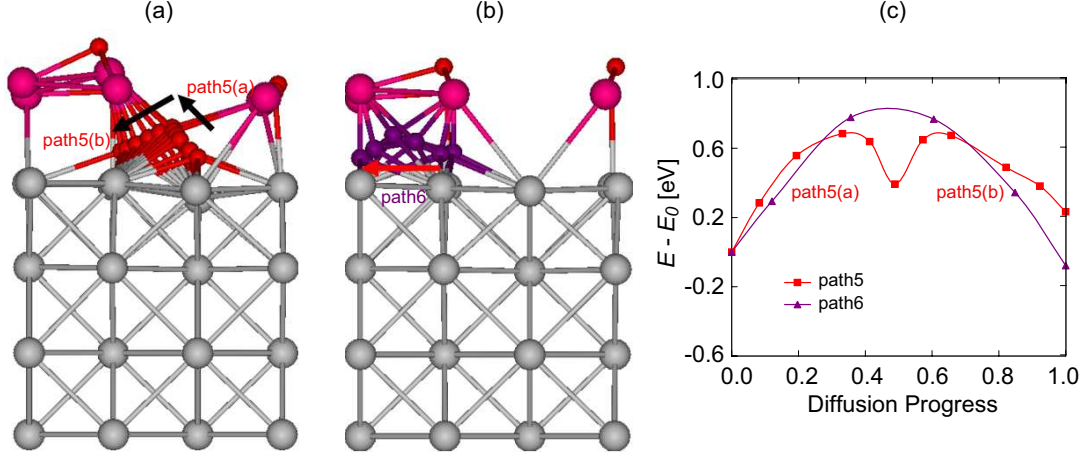 (a)
(b)
(c)
path5(a)
path5(b)
path6
1.0
0.6
0.2
-0.2
-0.6
E - E0 [eV]
path5(a)
path5(b)
path5
path6
0.0
0.2
0.4
0.6
0.8
1.0
Diffusion Progress